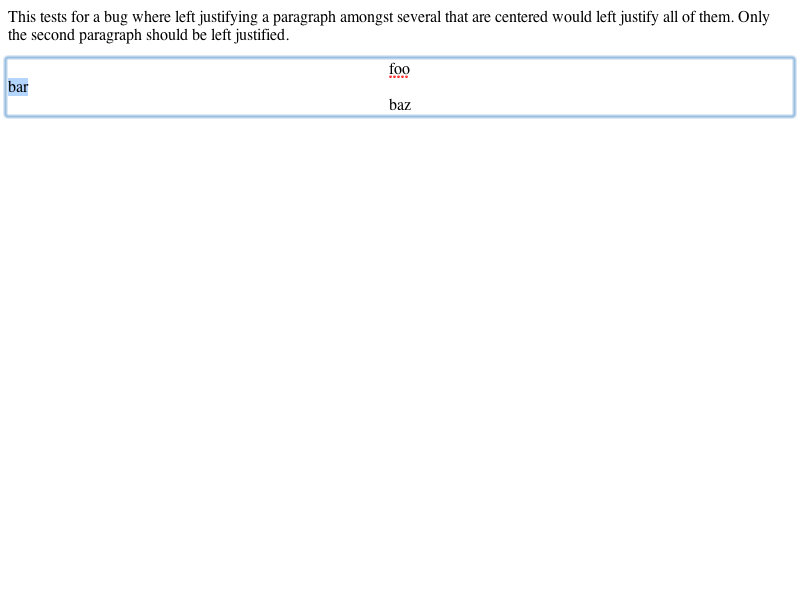 This tests for a bug where left justifying a paragraph amongst several that are centered would left justify all of them. Only
the second paragraph should be left justified.
foo
bar
baz